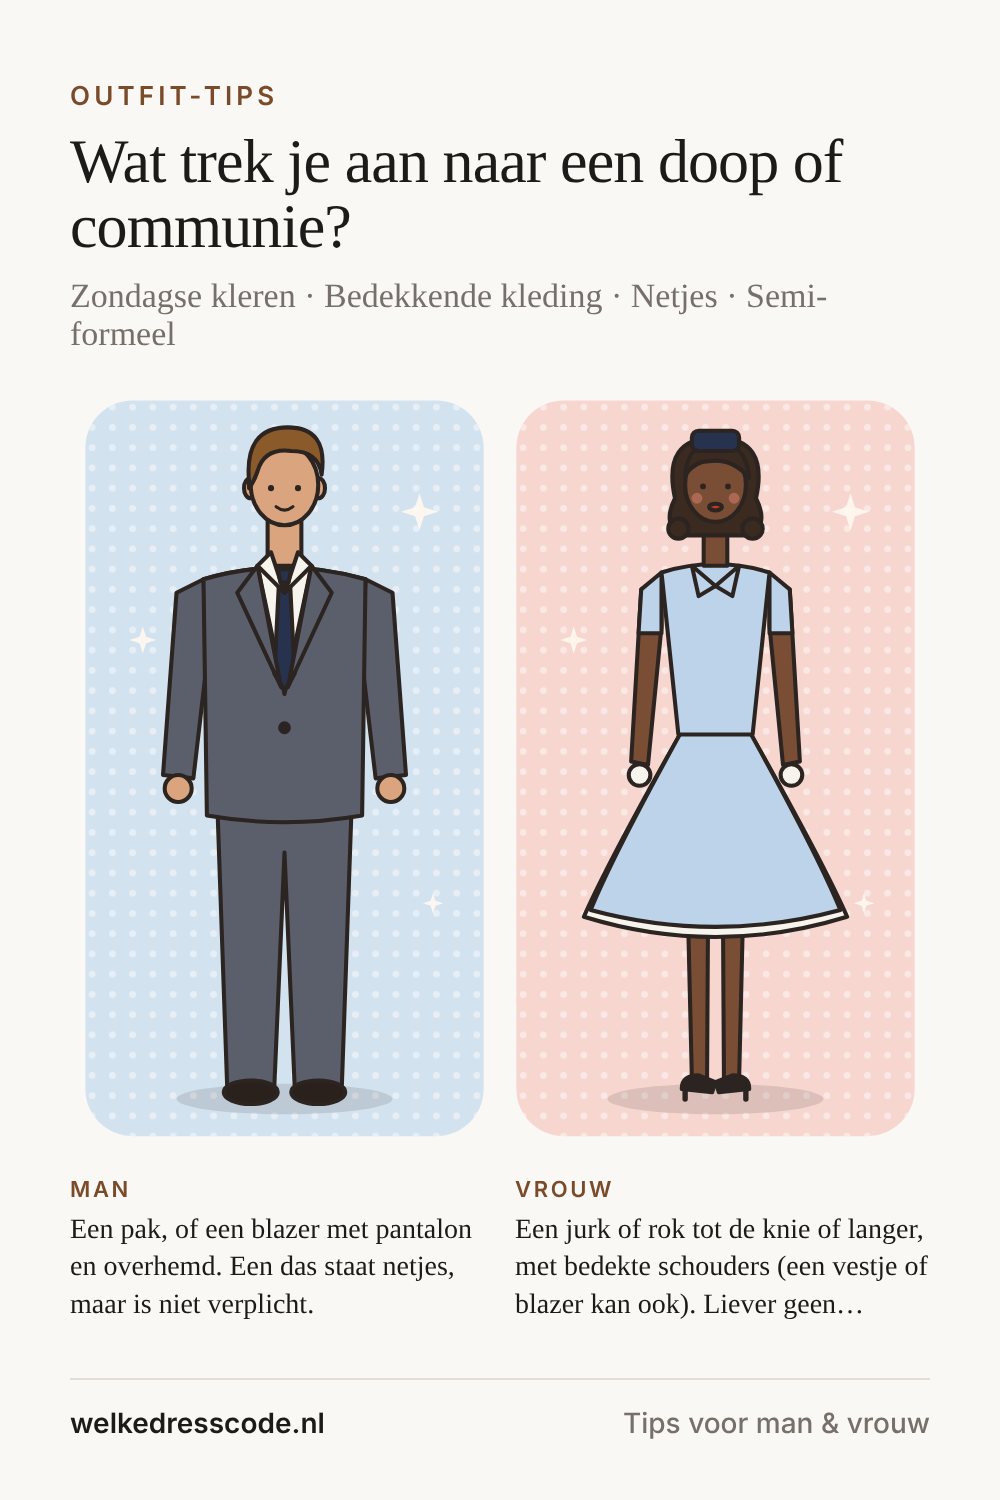 OUTFIT-TIPS
Wat trek je aan naar een doop of
communie?
Zondagse kleren · Bedekkende kleding · Netjes · Semi-
formeel
MAN
Een pak, of een blazer met pantalon
en overhemd. Een das staat netjes,
maar is niet verplicht.
VROUW
Een jurk of rok tot de knie of langer,
met bedekte schouders (een vestje of
blazer kan ook). Liever geen…
welkedresscode.nl
Tips voor man & vrouw